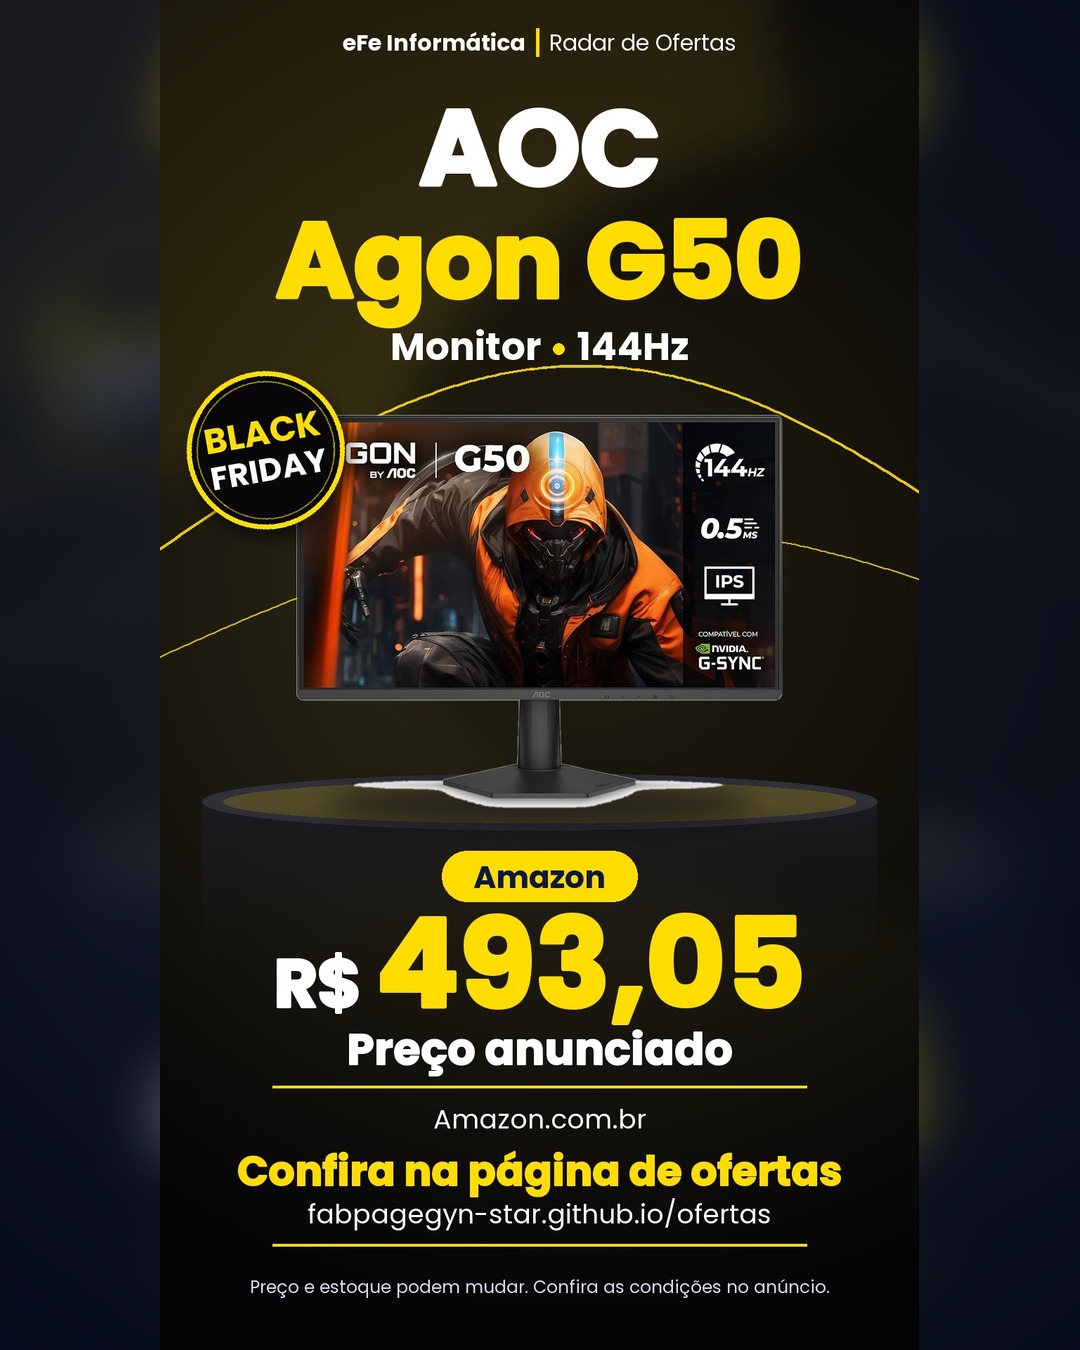 eFe Informática | Radar de Ofertas
AOC
Agon G50
Monitor • 144Hz
BLACK
FRIDAY
GON | G50
BY AOC
144HZ
0.5MS
IPS
COMPATÍVEL COM
NVIDIA.
G-SYNC
AOC
Amazon
R$ 493,05
Preço anunciado
Amazon.com.br
Confira na página de ofertas
fabpagegyn-star.github.io/ofertas
Preço e estoque podem mudar. Confira as condições no anúncio.